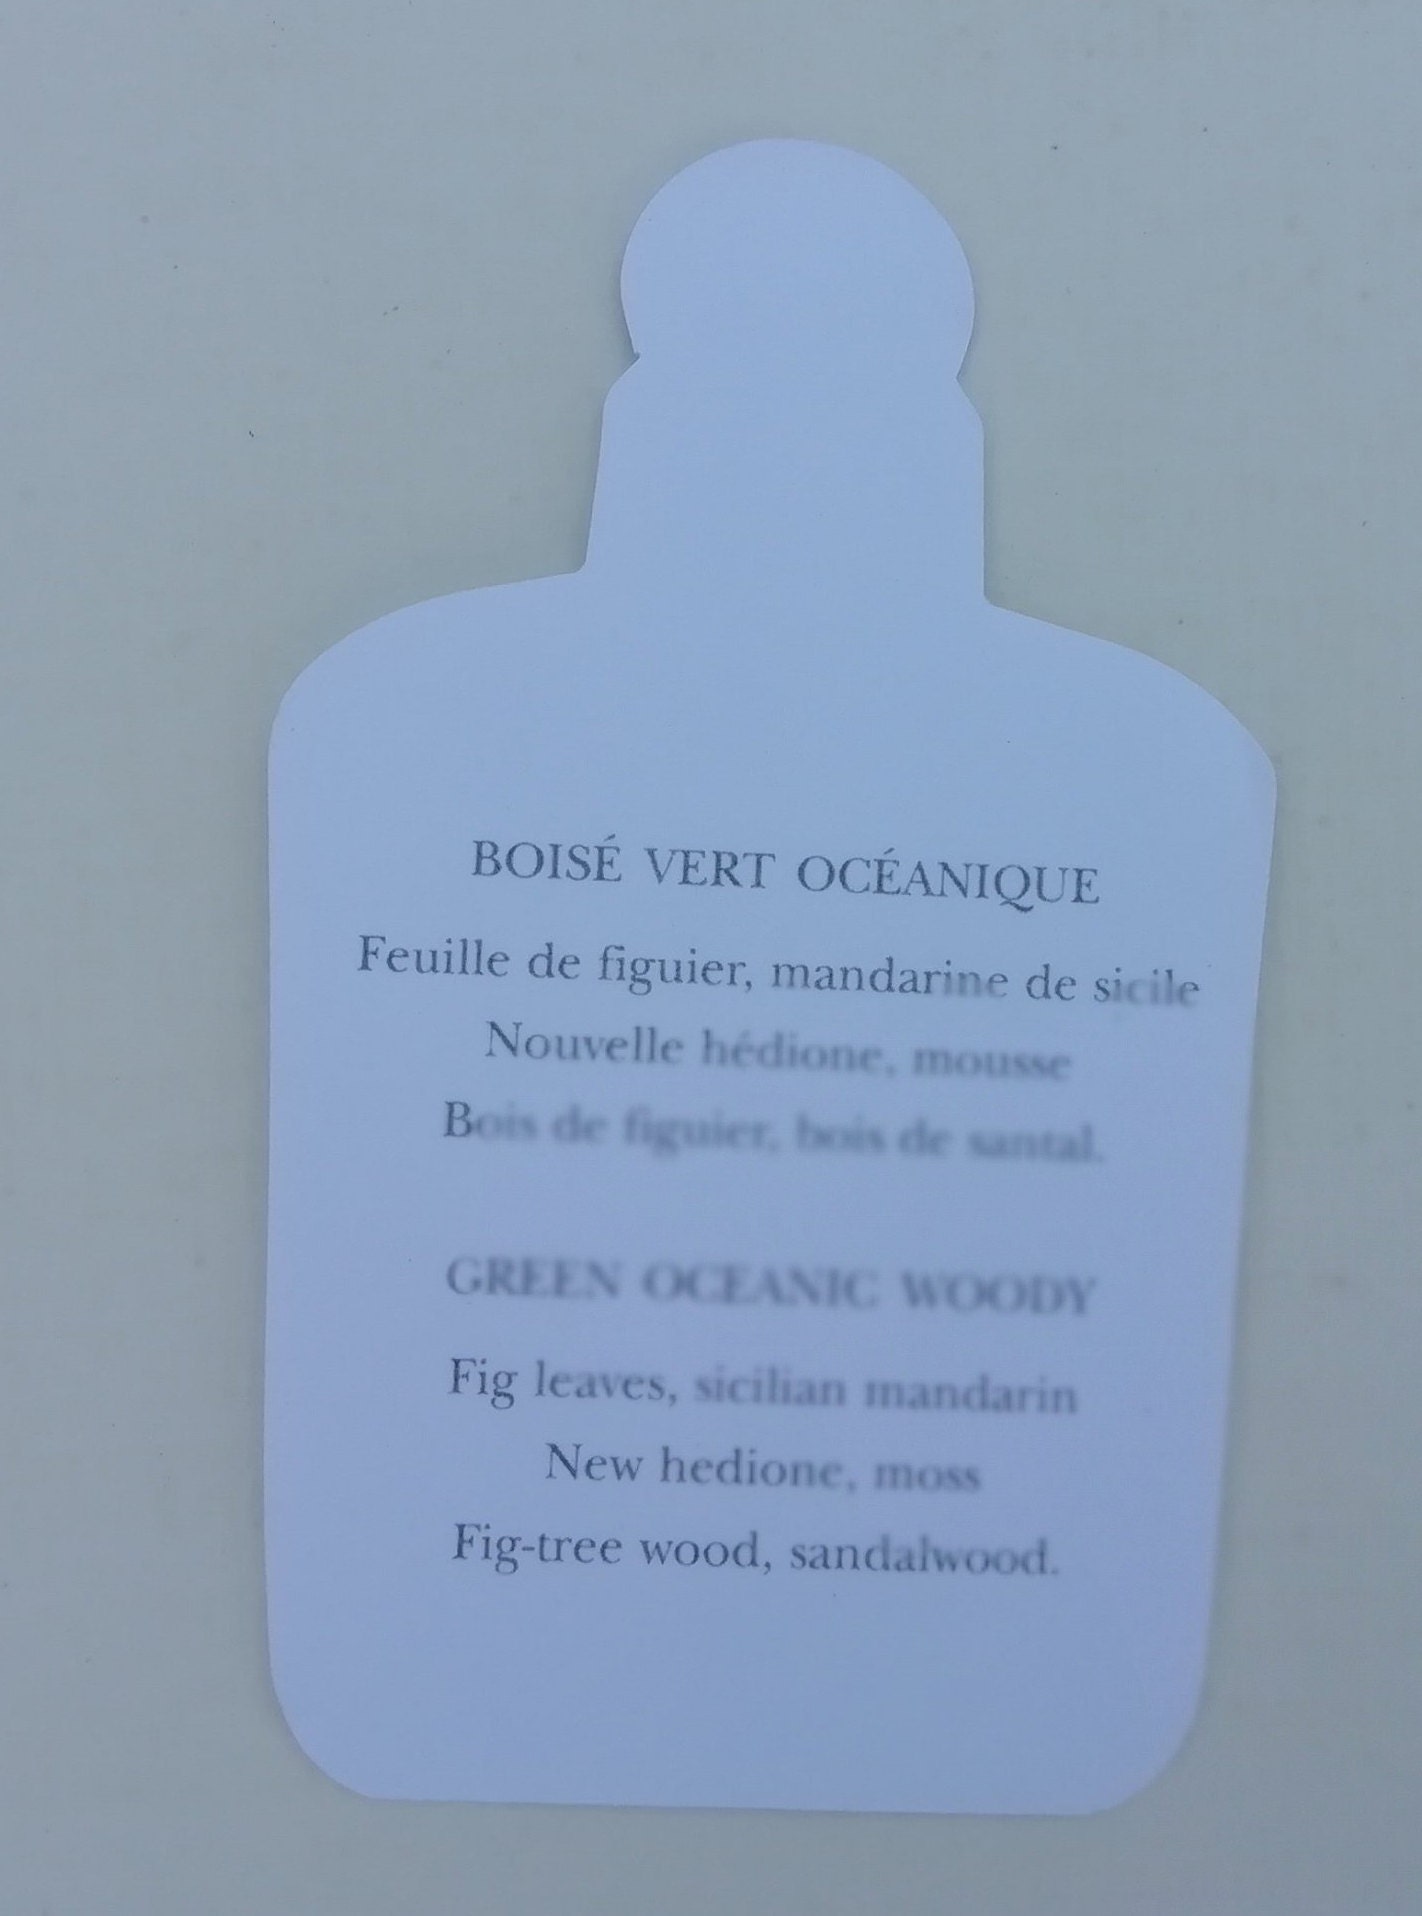 BOISÉ VERT OCÉANIQUE
Feuille de figuier, mandarine de sicile
Nouvelle hédione, mousse
Bois de figuier, bois de santal.
GREEN OCEANIC WOODY
Fig leaves, sicilian mandarin
New hedione, moss
Fig-tree wood, sandalwood.